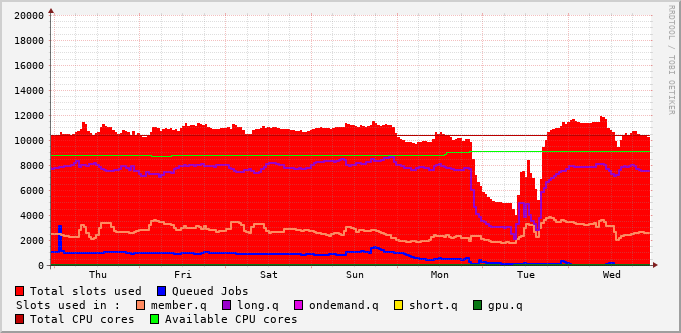 20000
18000
16000
14000
12000
10000
8000
6000
4000
2000
0
Thu Fri Sat Sun Mon Tue Wed
Total slots used Queued Jobs
Slots used in : member.q long.q ondemand.q short.q gpu.q
Total CPU cores Available CPU cores
RRDTOOL / TOBI OETIKER